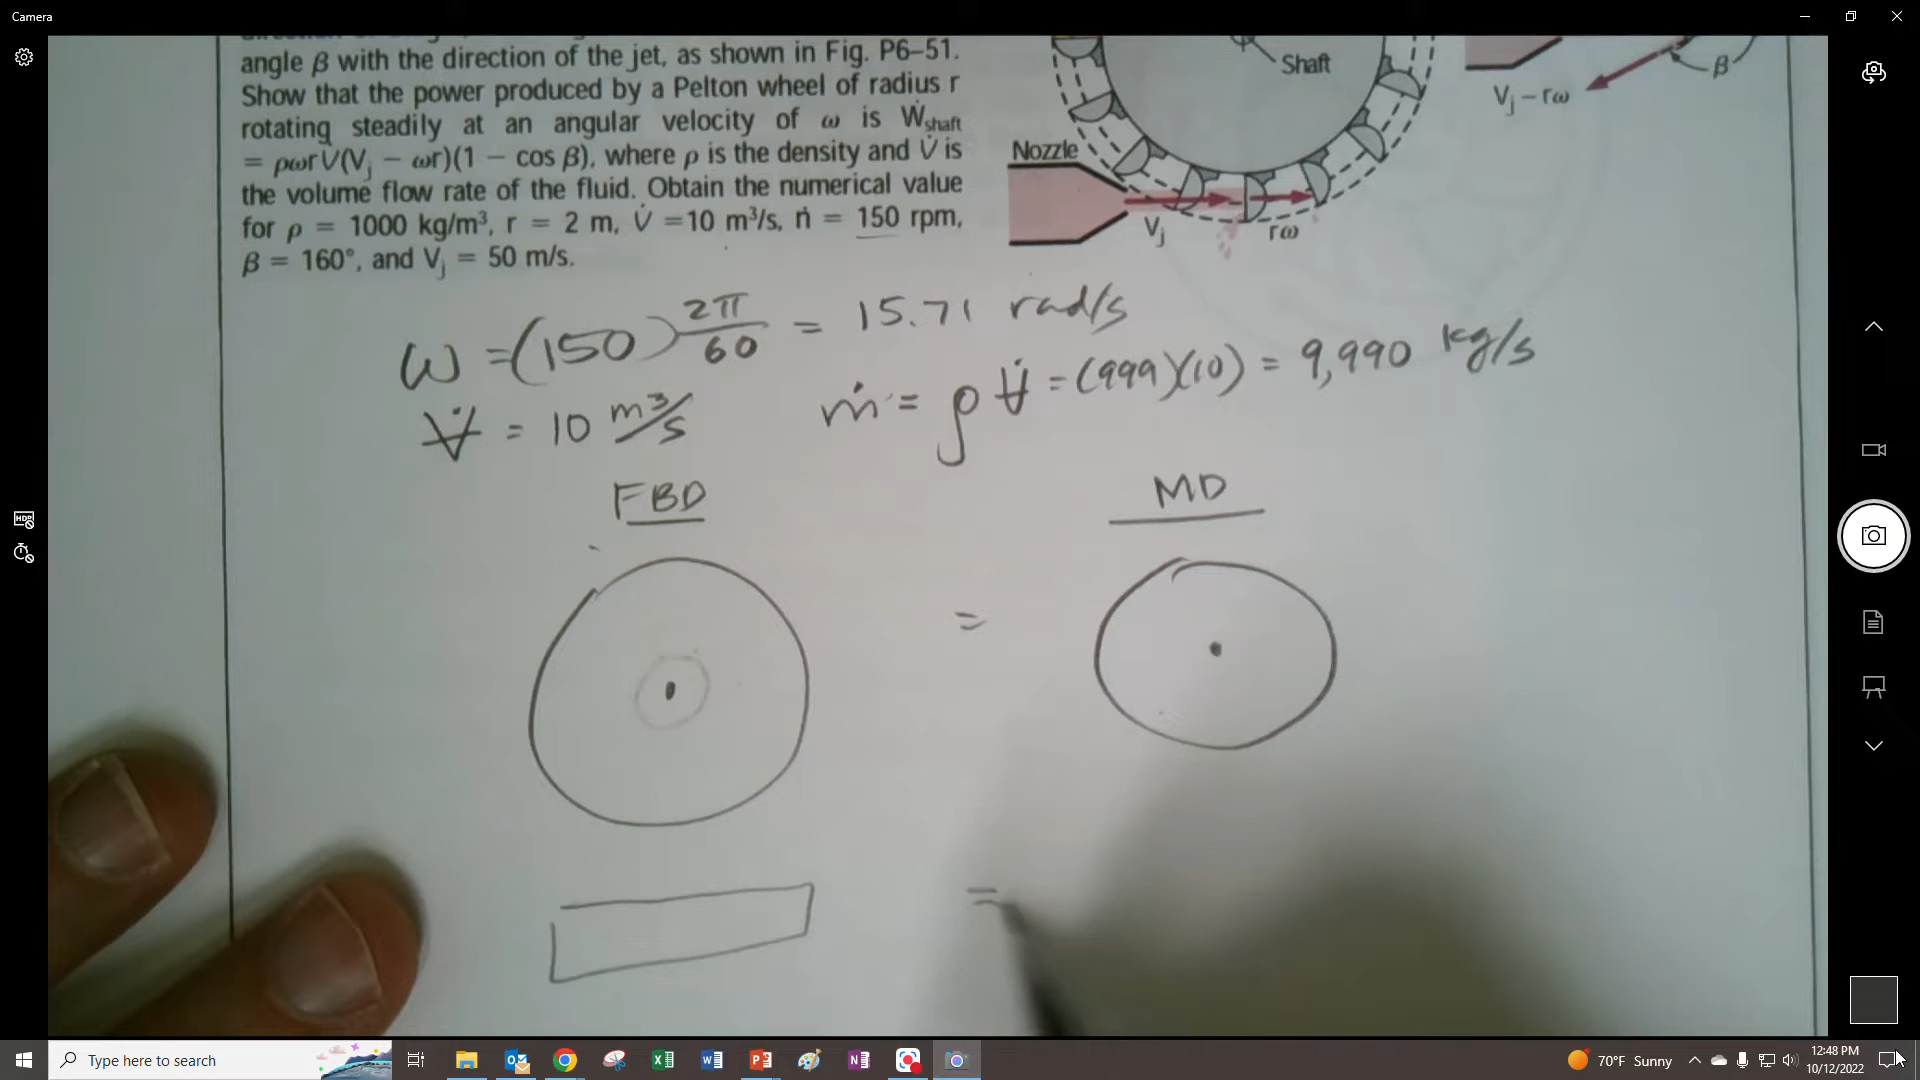 Camera
angle β with the direction of the jet, as shown in Fig. P6–51.
Show that the power produced by a Pelton wheel of radius r
rotating steadily at an angular velocity of ω is Ẇshaft
= ρωrV̇(Vj − ωr)(1 − cos β), where ρ is the density and V̇ is
the volume flow rate of the fluid. Obtain the numerical value
for ρ = 1000 kg/m³, r = 2 m, V̇ =10 m³/s, ṅ = 150 rpm,
β = 160°, and Vj = 50 m/s.
Shaft
β
Vj − rω
Nozzle
Vj
rω
ω = (150) 2π/60 = 15.71 rad/s
V̇ = 10 m³/s
ṁ = ρ V̇ = (999)(10) = 9,990 kg/s
FBD
MD
=
=
Type here to search
70°F Sunny
12:48 PM
10/12/2022